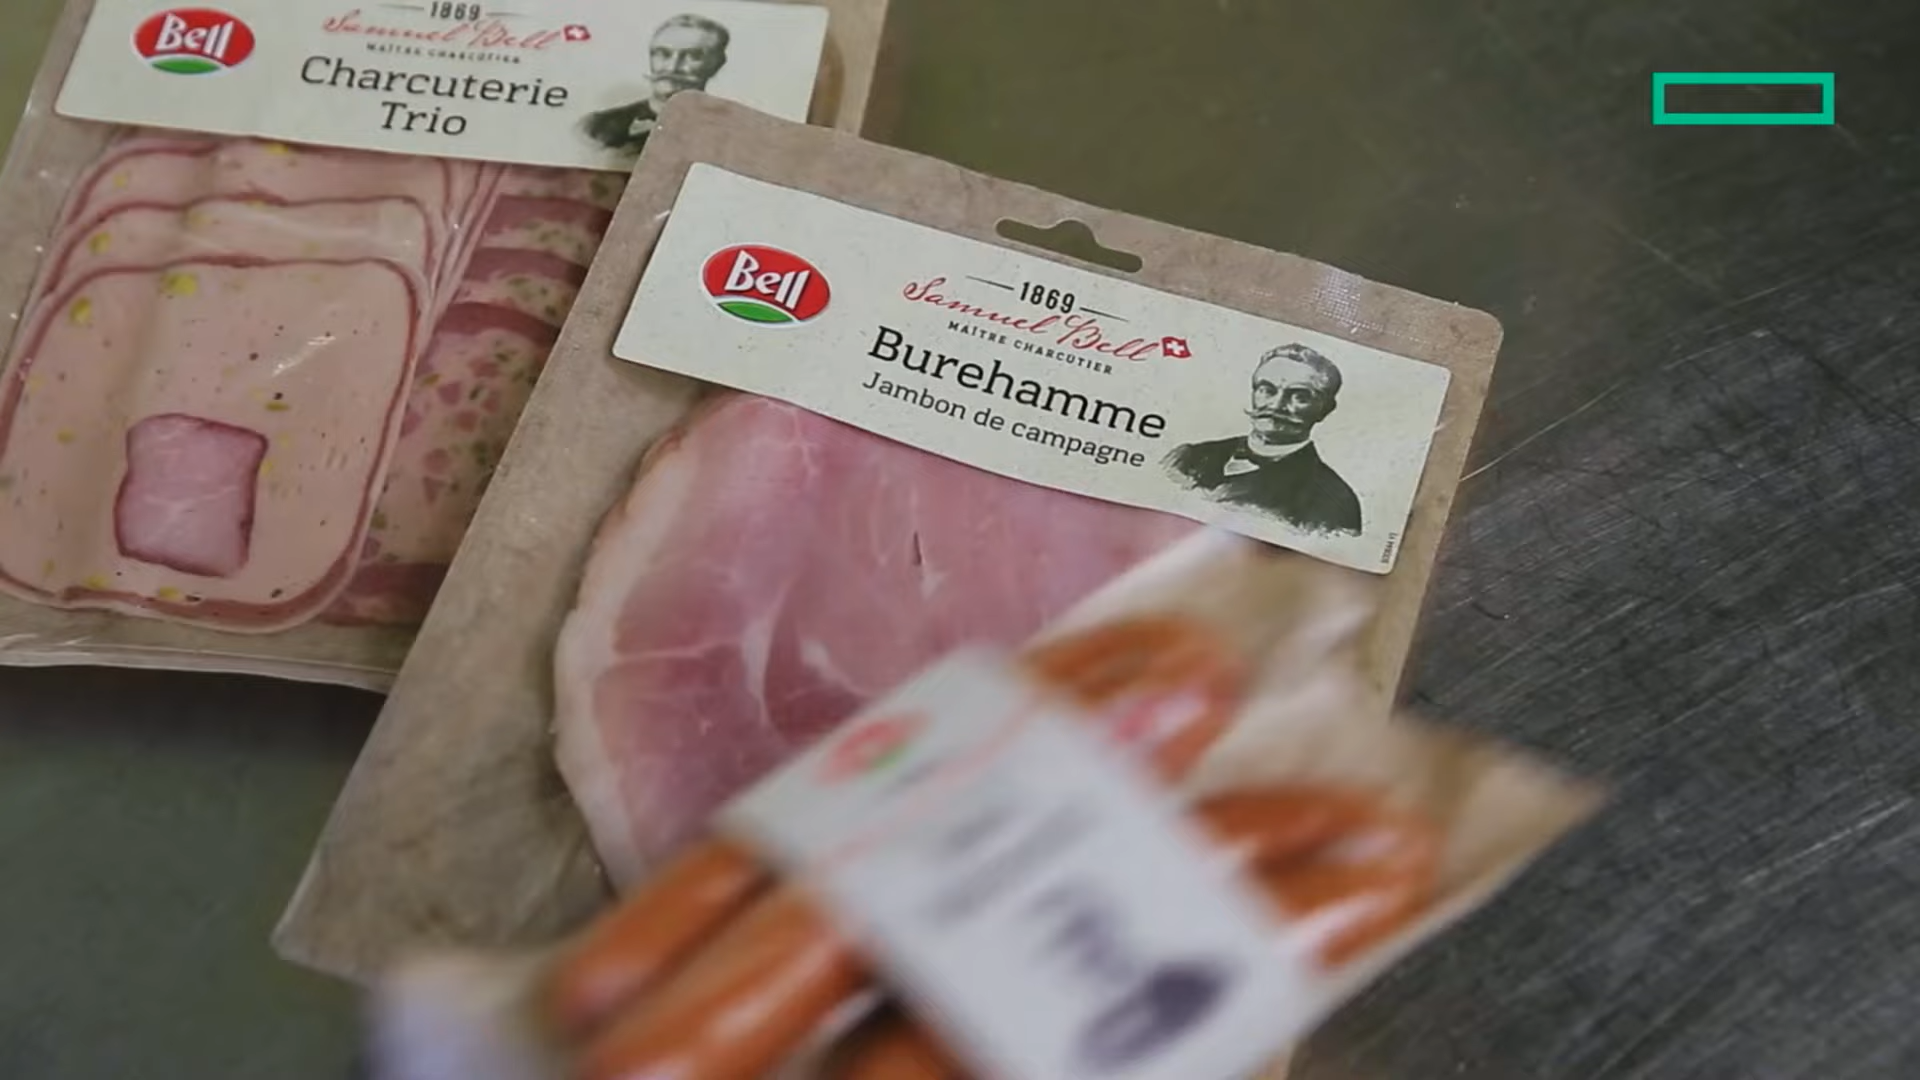 Bell
1869
Samuel Bell
MAÎTRE CHARCUTIER
Charcuterie
Trio
Bell
1869
Samuel Bell
MAÎTRE CHARCUTIER
Burehamme
Jambon de campagne